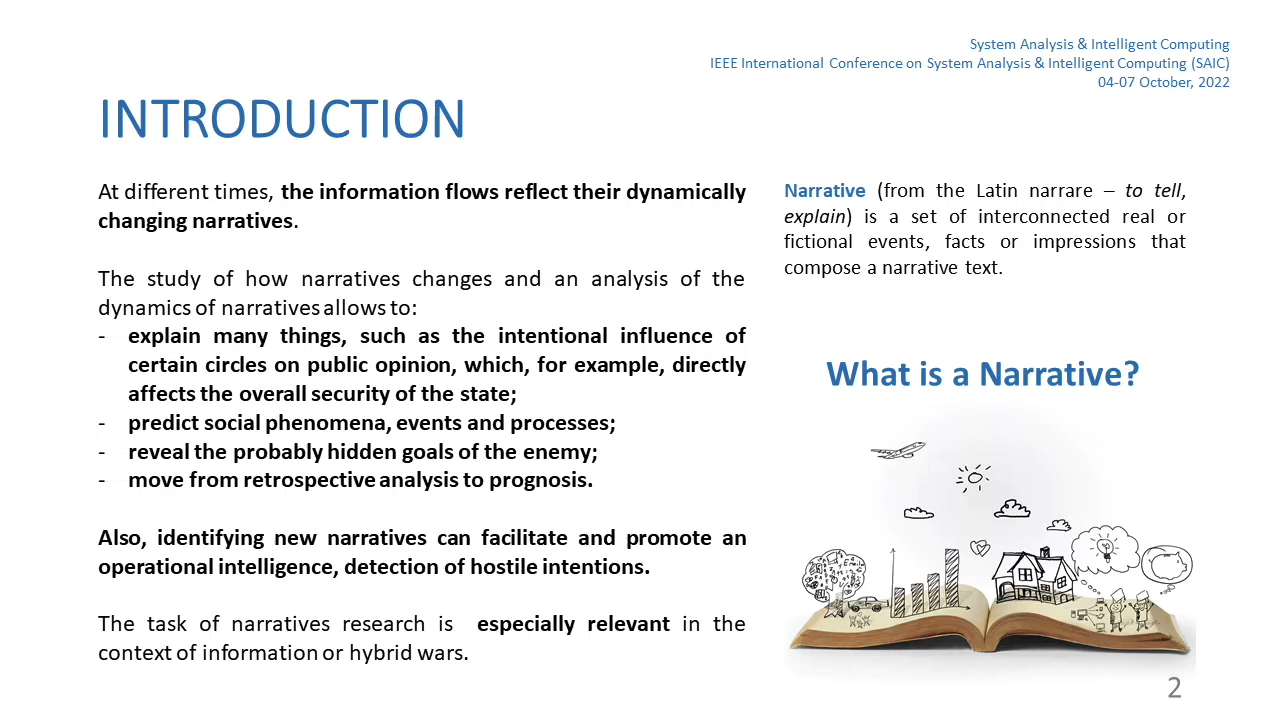 System Analysis & Intelligent Computing
IEEE International Conference on System Analysis & Intelligent Computing (SAIC)
04-07 October, 2022
INTRODUCTION
At different times, the information flows reflect their dynamically
changing narratives.
The study of how narratives changes and an analysis of the
dynamics of narratives allows to:
- explain many things, such as the intentional influence of
certain circles on public opinion, which, for example, directly
affects the overall security of the state;
- predict social phenomena, events and processes;
- reveal the probably hidden goals of the enemy;
- move from retrospective analysis to prognosis.
Also, identifying new narratives can facilitate and promote an
operational intelligence, detection of hostile intentions.
The task of narratives research is especially relevant in the
context of information or hybrid wars.
Narrative (from the Latin narrare – to tell,
explain) is a set of interconnected real or
fictional events, facts or impressions that
compose a narrative text.
What is a Narrative?
2